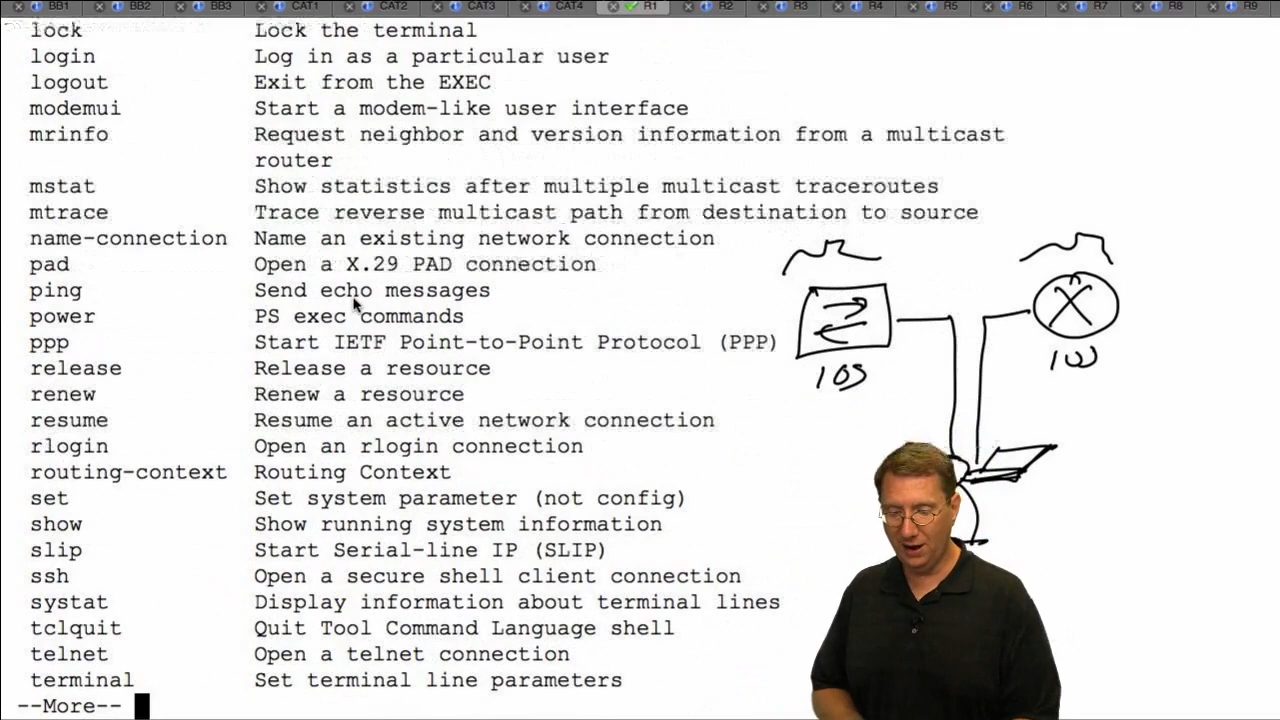 BB1 BB2 BB3 CAT1 CAT2 CAT3 CAT4 R1 R2 R3 R4 R5 R6 R7 R8 R9
lock Lock the terminal
login Log in as a particular user
logout Exit from the EXEC
modemui Start a modem-like user interface
mrinfo Request neighbor and version information from a multicast
router
mstat Show statistics after multiple multicast traceroutes
mtrace Trace reverse multicast path from destination to source
name-connection Name an existing network connection
pad Open a X.29 PAD connection
ping Send echo messages
power PS exec commands
ppp Start IETF Point-to-Point Protocol (PPP)
release Release a resource
renew Renew a resource
resume Resume an active network connection
rlogin Open an rlogin connection
routing-context Routing Context
set Set system parameter (not config)
show Show running system information
slip Start Serial-line IP (SLIP)
ssh Open a secure shell client connection
systat Display information about terminal lines
tclquit Quit Tool Command Language shell
telnet Open a telnet connection
terminal Set terminal line parameters
--More--
IOS